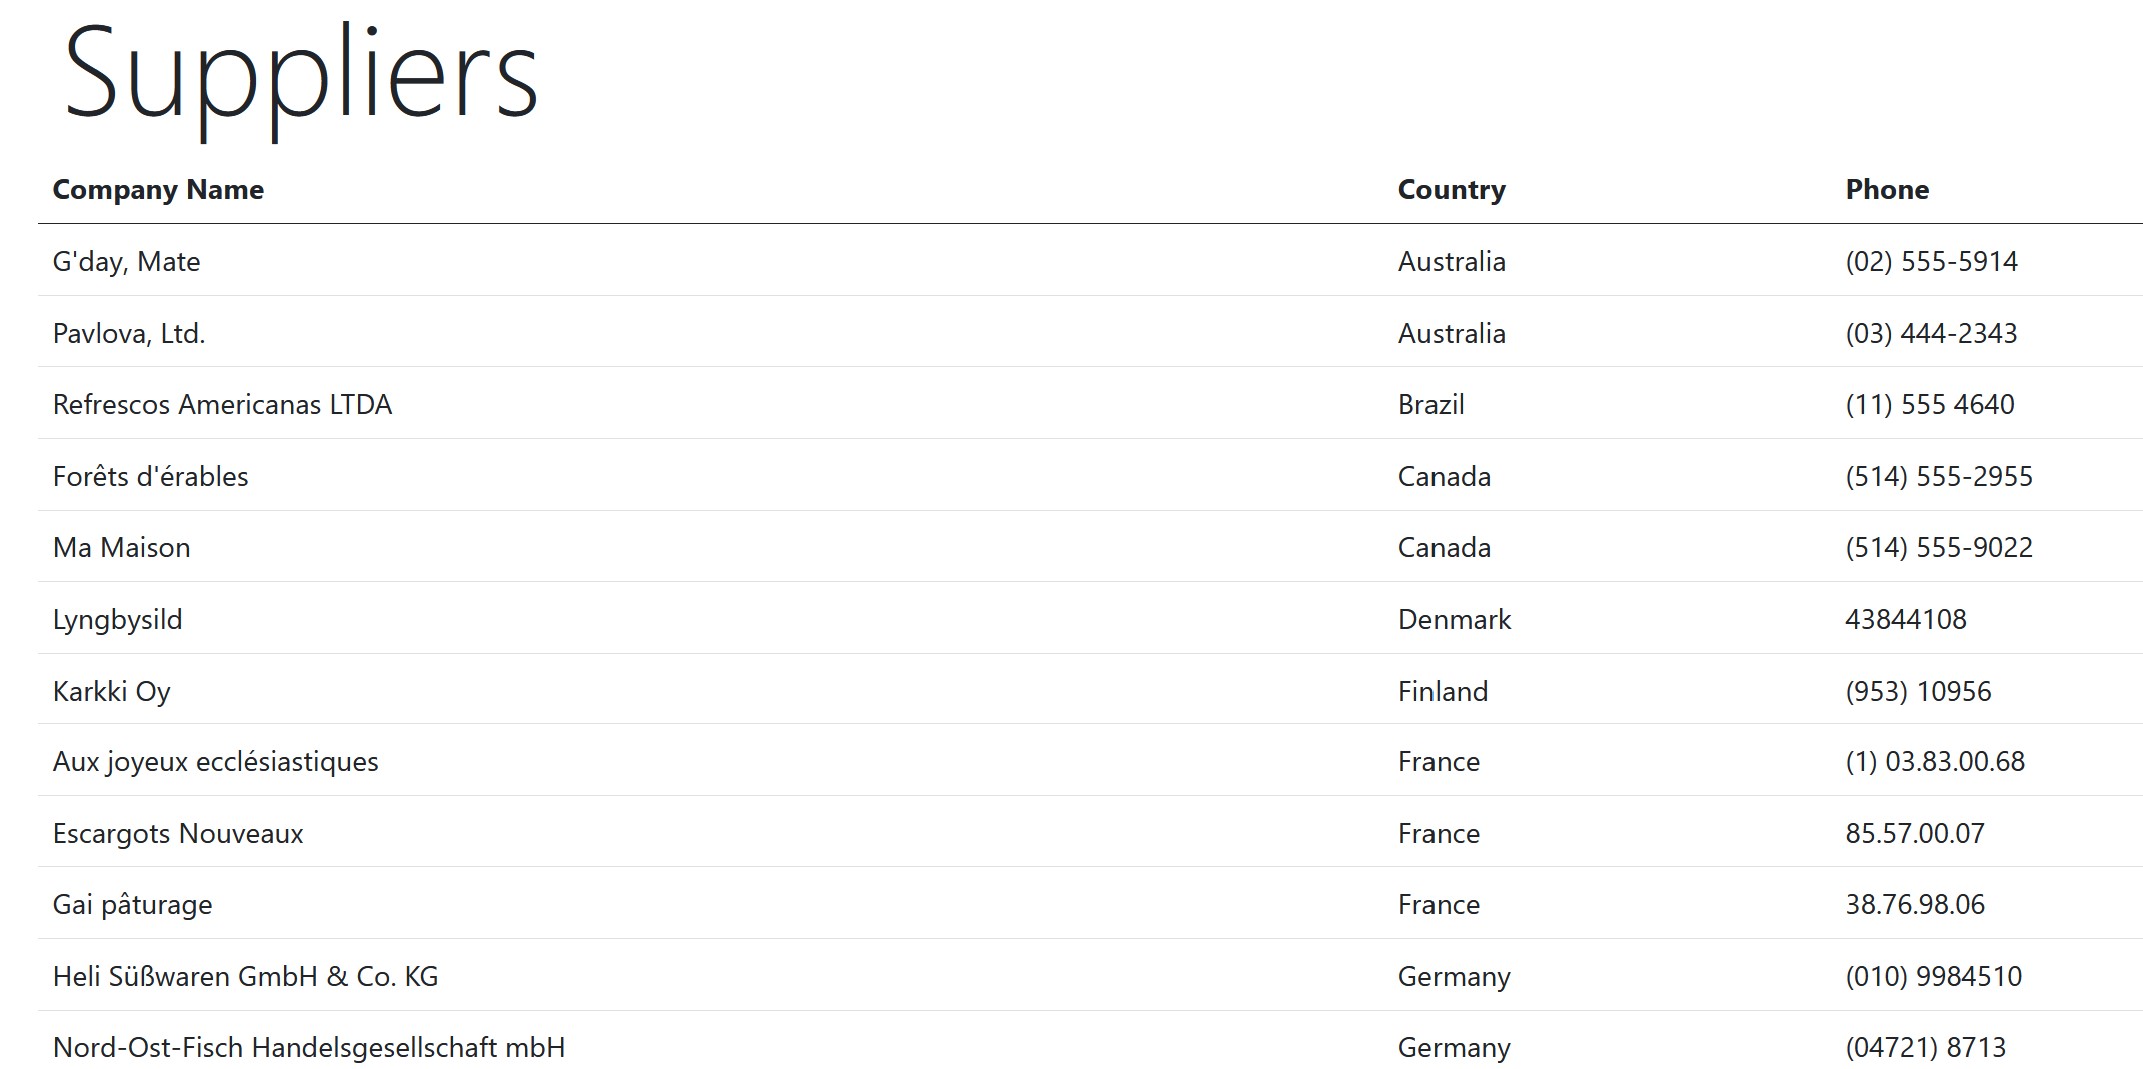 Suppliers
Company Name Country Phone
G'day, Mate Australia (02) 555-5914
Pavlova, Ltd. Australia (03) 444-2343
Refrescos Americanas LTDA Brazil (11) 555 4640
Forêts d'érables Canada (514) 555-2955
Ma Maison Canada (514) 555-9022
Lyngbysild Denmark 43844108
Karkki Oy Finland (953) 10956
Aux joyeux ecclésiastiques France (1) 03.83.00.68
Escargots Nouveaux France 85.57.00.07
Gai pâturage France 38.76.98.06
Heli Süßwaren GmbH & Co. KG Germany (010) 9984510
Nord-Ost-Fisch Handelsgesellschaft mbH Germany (04721) 8713